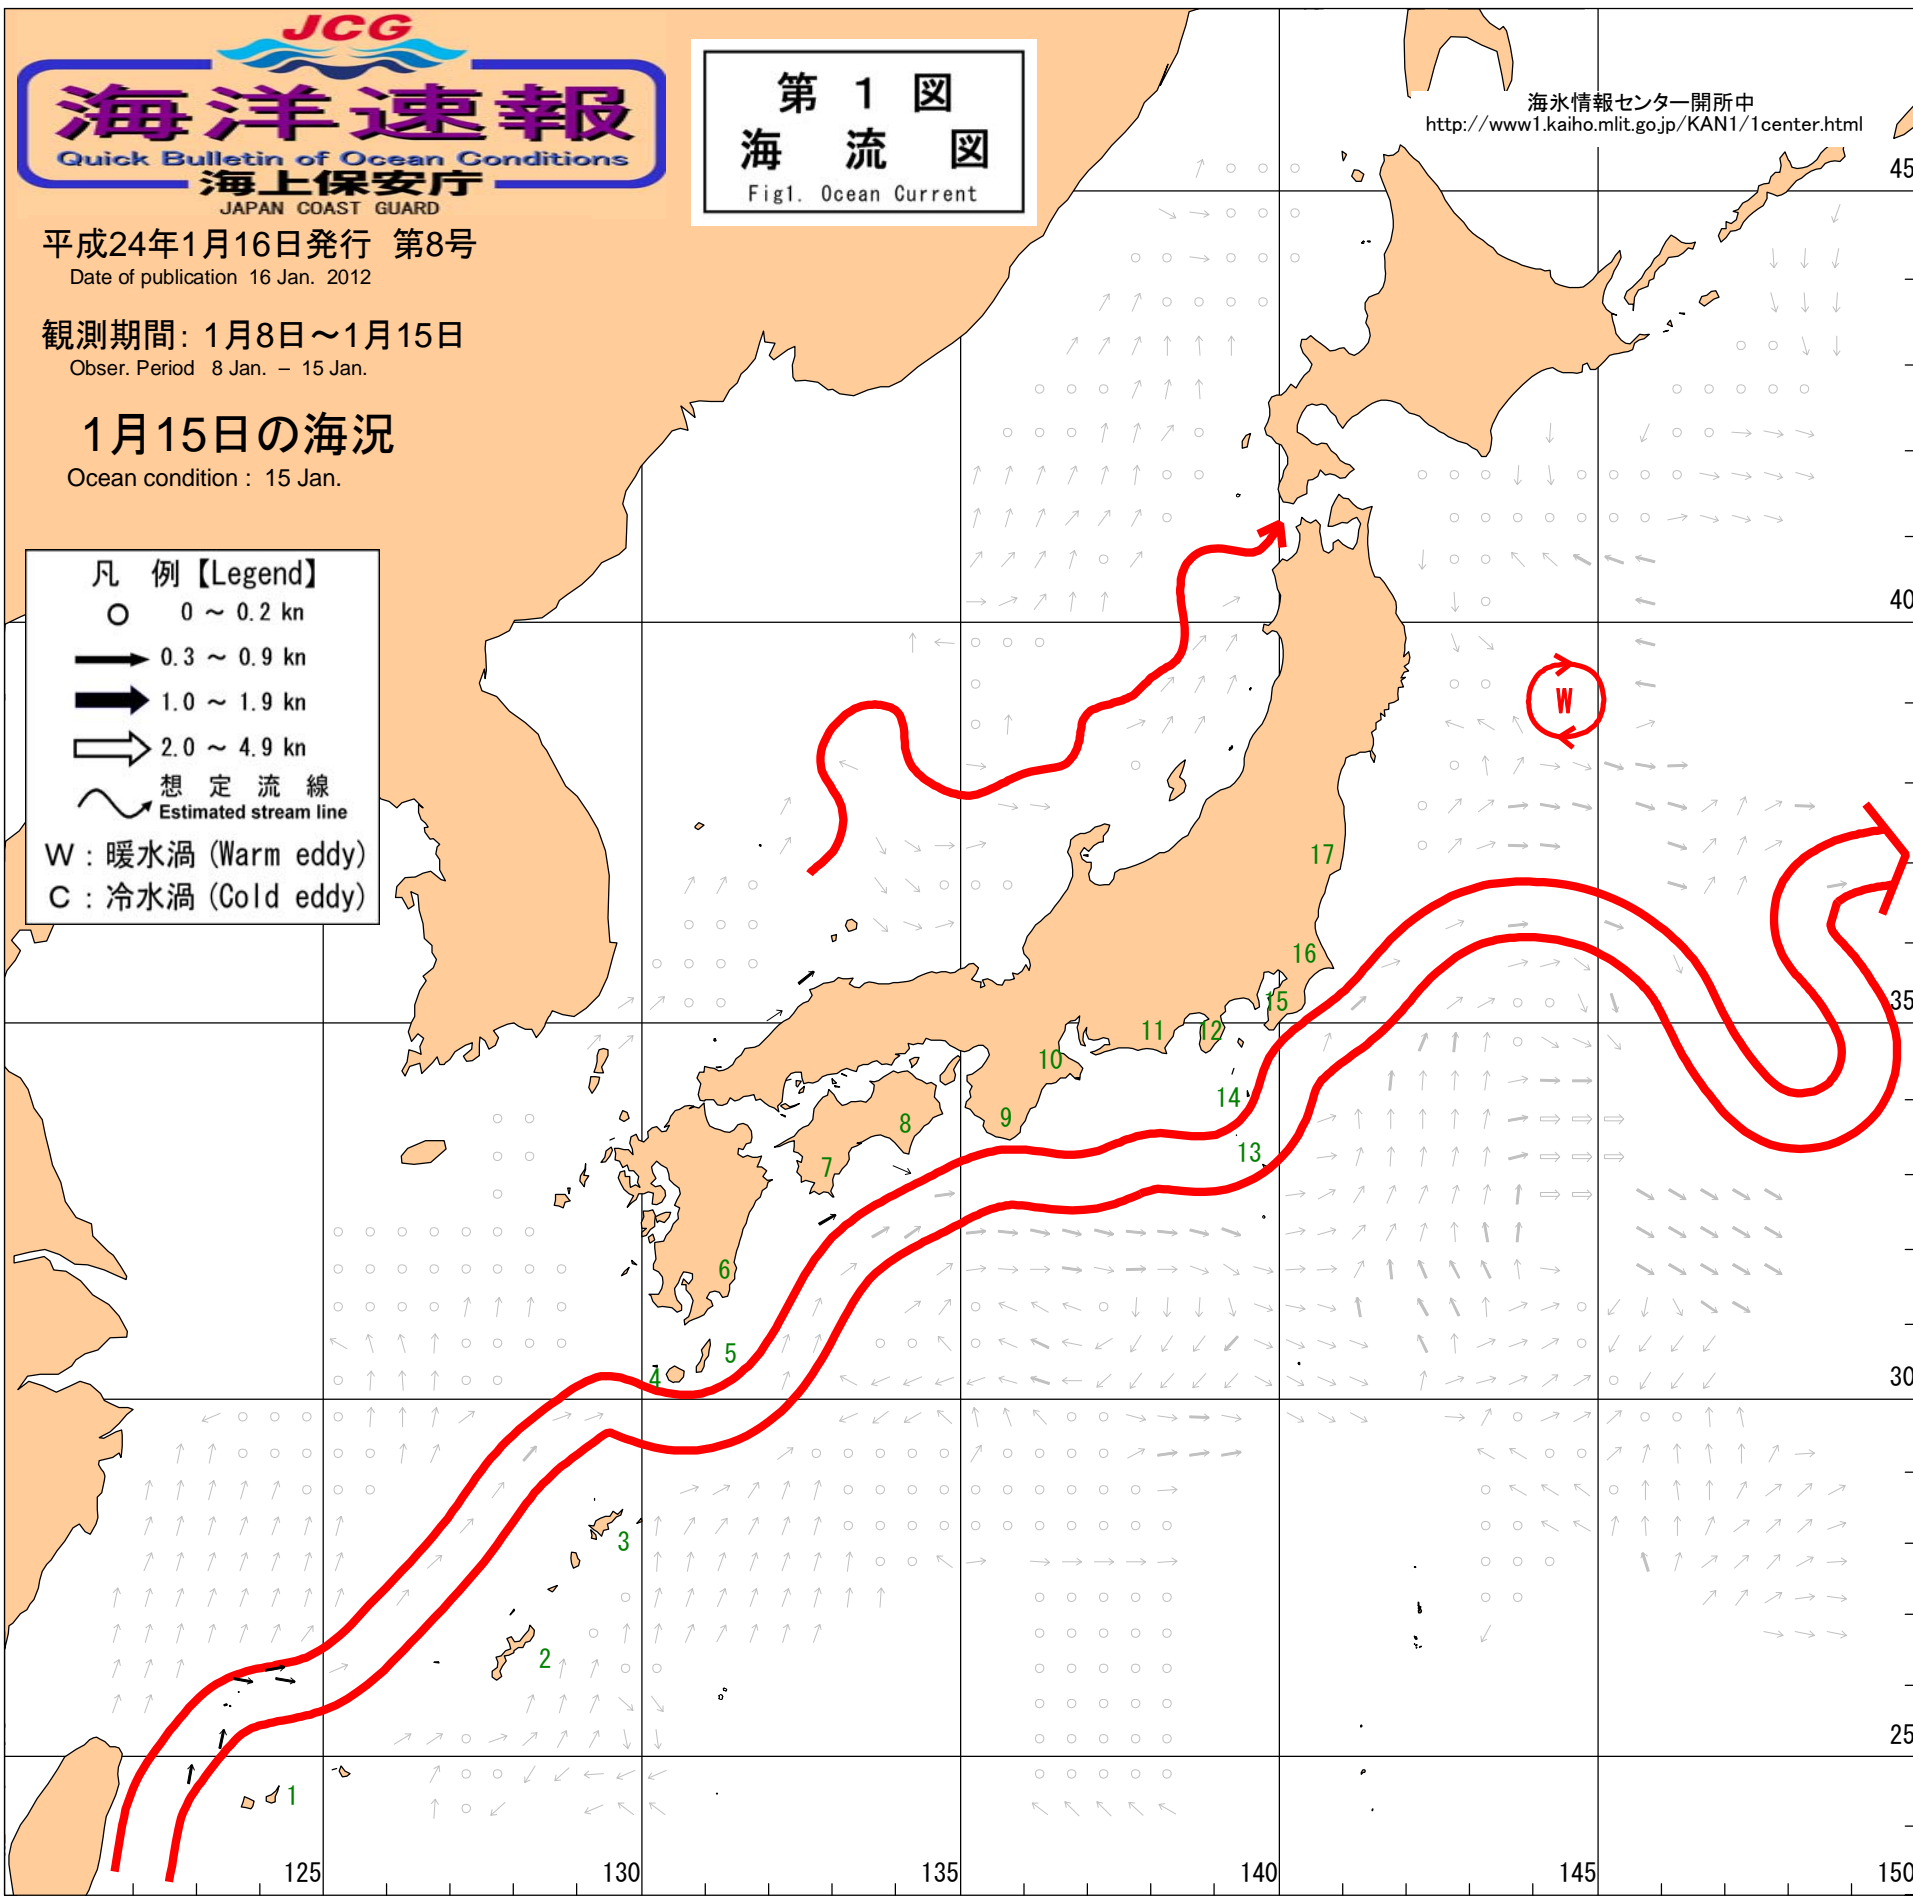 JCG
海洋速報
Quick Bulletin of Ocean Conditions
海上保安庁
JAPAN COAST GUARD
平成24年1月16日発行 第8号
Date of publication 16 Jan. 2012
観測期間: 1月8日～1月15日
Obser. Period 8 Jan. – 15 Jan.
1月15日の海況
Ocean condition : 15 Jan.
第 1 図
海 流 図
Fig1. Ocean Current
海氷情報センター開所中
http://www1.kaiho.mlit.go.jp/KAN1/1center.html
凡 例【Legend】
0 ～ 0.2 kn
0.3 ～ 0.9 kn
1.0 ～ 1.9 kn
2.0 ～ 4.9 kn
想 定 流 線
Estimated stream line
W : 暖水渦 (Warm eddy)
C : 冷水渦 (Cold eddy)
45
40
W
17
16
35
15
12
11
10
14
9
8
13
7
6
5
4
30
3
2
25
1
125
130
135
140
145
150